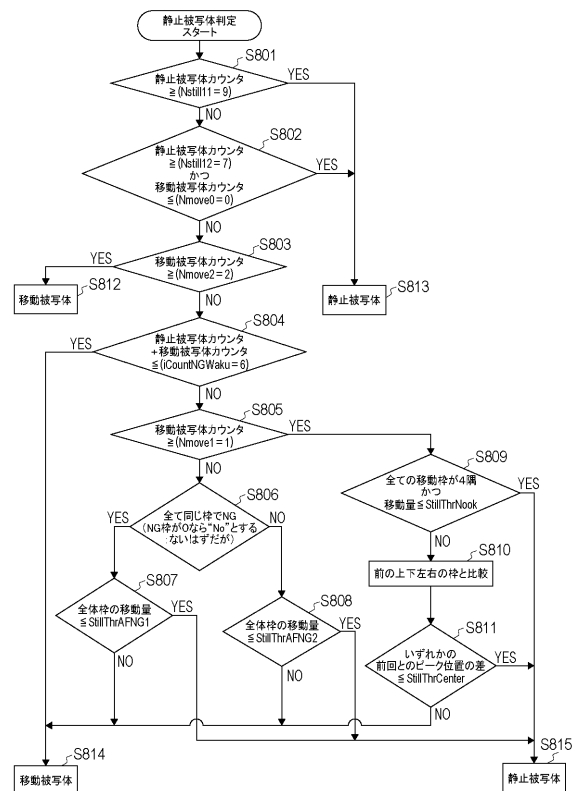 静止被写体判定
スタート
S801
静止被写体カウンタ
≧(Nstill11=9)
YES
NO
S802
静止被写体カウンタ
≧(Nstill12=7)
かつ
移動被写体カウンタ
≦(Nmove0=0)
YES
NO
S803
移動被写体カウンタ
≧(Nmove2=2)
YES
S812
移動被写体
NO
S813
静止被写体
S804
静止被写体カウンタ
+移動被写体カウンタ
≦(iCountNGWaku=6)
YES
NO
S805
移動被写体カウンタ
≧(Nmove1=1)
YES
NO
S806
全て同じ枠でNG
(NG枠が0なら“No”とする
:ないはずだが)
YES
NO
S809
全ての移動枠が4隅
かつ
移動量≦StillThrNook
YES
NO
S810
前の上下左右の枠と比較
S807
全体枠の移動量
≦StillThrAFNG1
YES
NO
S808
全体枠の移動量
≦StillThrAFNG2
YES
NO
S811
いずれかの
前回とのピーク位置の差
≦StillThrCenter
YES
NO
S814
移動被写体
S815
静止被写体